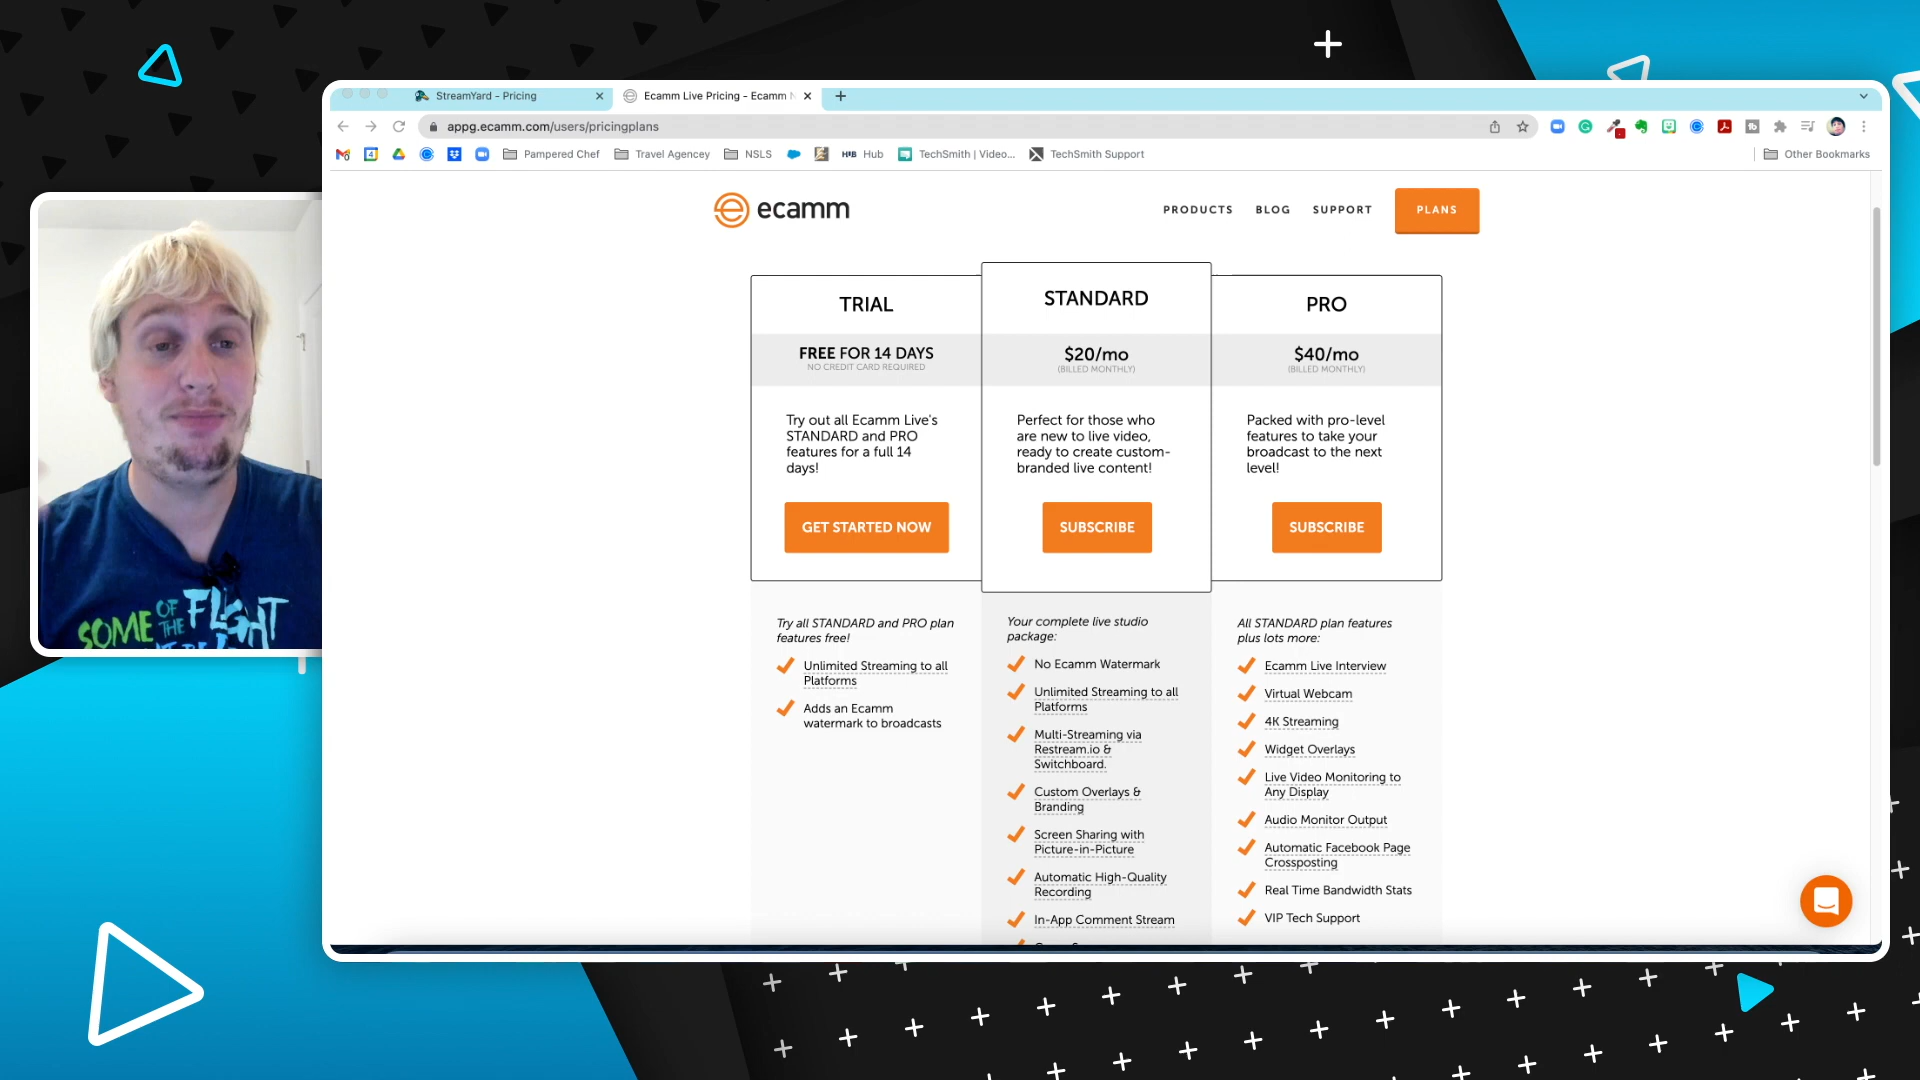 StreamYard - Pricing
Ecamm Live Pricing - Ecamm N
appg.ecamm.com/users/pricingplans
Pampered Chef
Travel Agencey
NSLS
HUB Hub
TechSmith | Video...
TechSmith Support
Other Bookmarks
ecamm
PRODUCTS
BLOG
SUPPORT
PLANS
TRIAL
FREE FOR 14 DAYS
NO CREDIT CARD REQUIRED
Try out all Ecamm Live's
STANDARD and PRO
features for a full 14
days!
GET STARTED NOW
Try all STANDARD and PRO plan
features free!
Unlimited Streaming to all
Platforms
Adds an Ecamm
watermark to broadcasts
STANDARD
$20/mo
(BILLED MONTHLY)
Perfect for those who
are new to live video,
ready to create custom-
branded live content!
SUBSCRIBE
Your complete live studio
package:
No Ecamm Watermark
Unlimited Streaming to all
Platforms
Multi-Streaming via
Restream.io &
Switchboard.
Custom Overlays &
Branding
Screen Sharing with
Picture-in-Picture
Automatic High-Quality
Recording
In-App Comment Stream
PRO
$40/mo
(BILLED MONTHLY)
Packed with pro-level
features to take your
broadcast to the next
level!
SUBSCRIBE
All STANDARD plan features
plus lots more:
Ecamm Live Interview
Virtual Webcam
4K Streaming
Widget Overlays
Live Video Monitoring to
Any Display
Audio Monitor Output
Automatic Facebook Page
Crossposting
Real Time Bandwidth Stats
VIP Tech Support
SOME OF THE FLIGHT